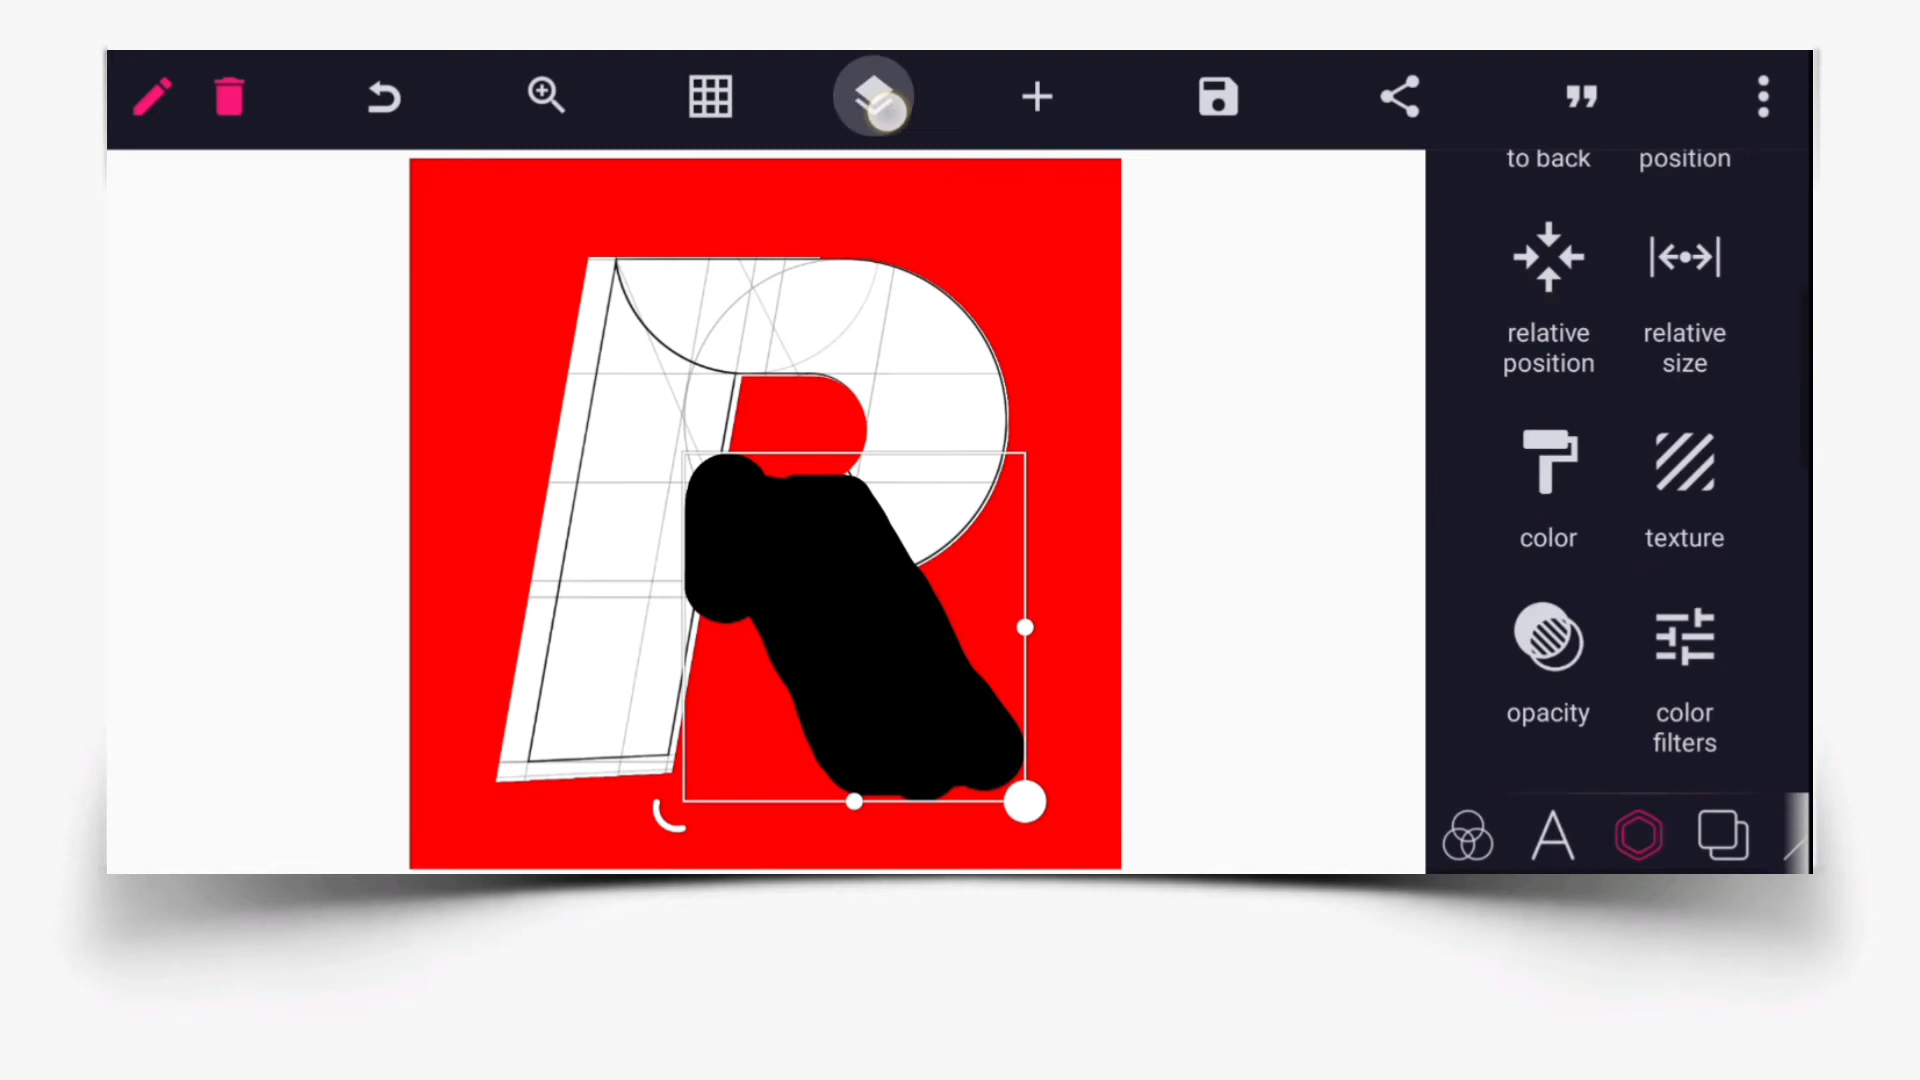 to back
position
relative
position
relative
size
color
texture
opacity
color
filters
R